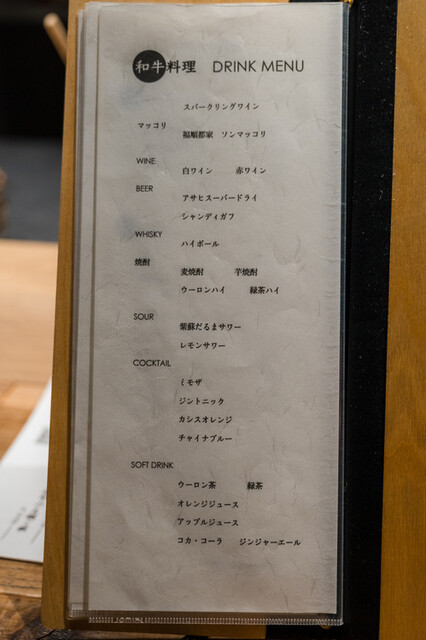 和牛料理 DRINK MENU
スパークリングワイン
マッコリ
福順都家 ソンマッコリ
WINE
白ワイン 赤ワイン
BEER
アサヒスーパードライ
シャンディガフ
WHISKY
ハイボール
焼酎
麦焼酎 芋焼酎
ウーロンハイ 緑茶ハイ
SOUR
紫蘇だるまサワー
レモンサワー
COCKTAIL
ミモザ
ジントニック
カシスオレンジ
チャイナブルー
SOFT DRINK
ウーロン茶 緑茶
オレンジジュース
アップルジュース
コカ・コーラ ジンジャーエール